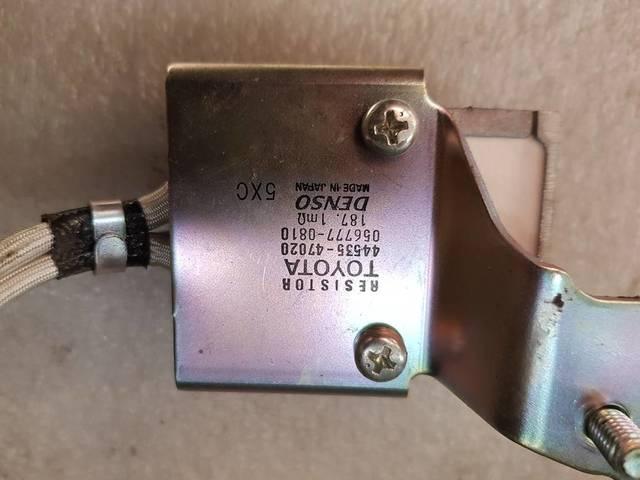 RESISTOR
TOYOTA
44535-47020
056777-0810
187. 1mΩ
DENSO
MADE IN JAPAN
5XC